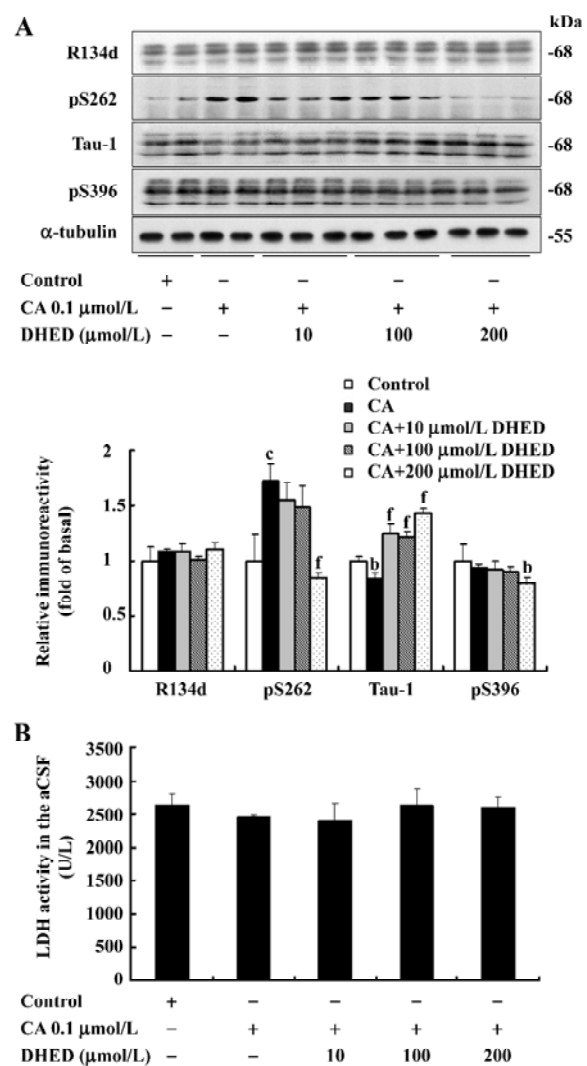 A
kDa
R134d
-68
pS262
-68
Tau-1
-68
pS396
-68
α-tubulin
-55
Control + – – – –
CA 0.1 μmol/L – + + + +
DHED (μmol/L) – – 10 100 200
Control
CA
CA+10 μmol/L DHED
CA+100 μmol/L DHED
CA+200 μmol/L DHED
Relative immunoreactivity
(fold of basal)
2
1.5
1
0.5
0
c
f
b
f
f
f
b
R134d pS262 Tau-1 pS396
B
LDH activity in the aCSF
(U/L)
3500
3000
2500
2000
1500
1000
500
0
Control + – – – –
CA 0.1 μmol/L – + + + +
DHED (μmol/L) – – 10 100 200